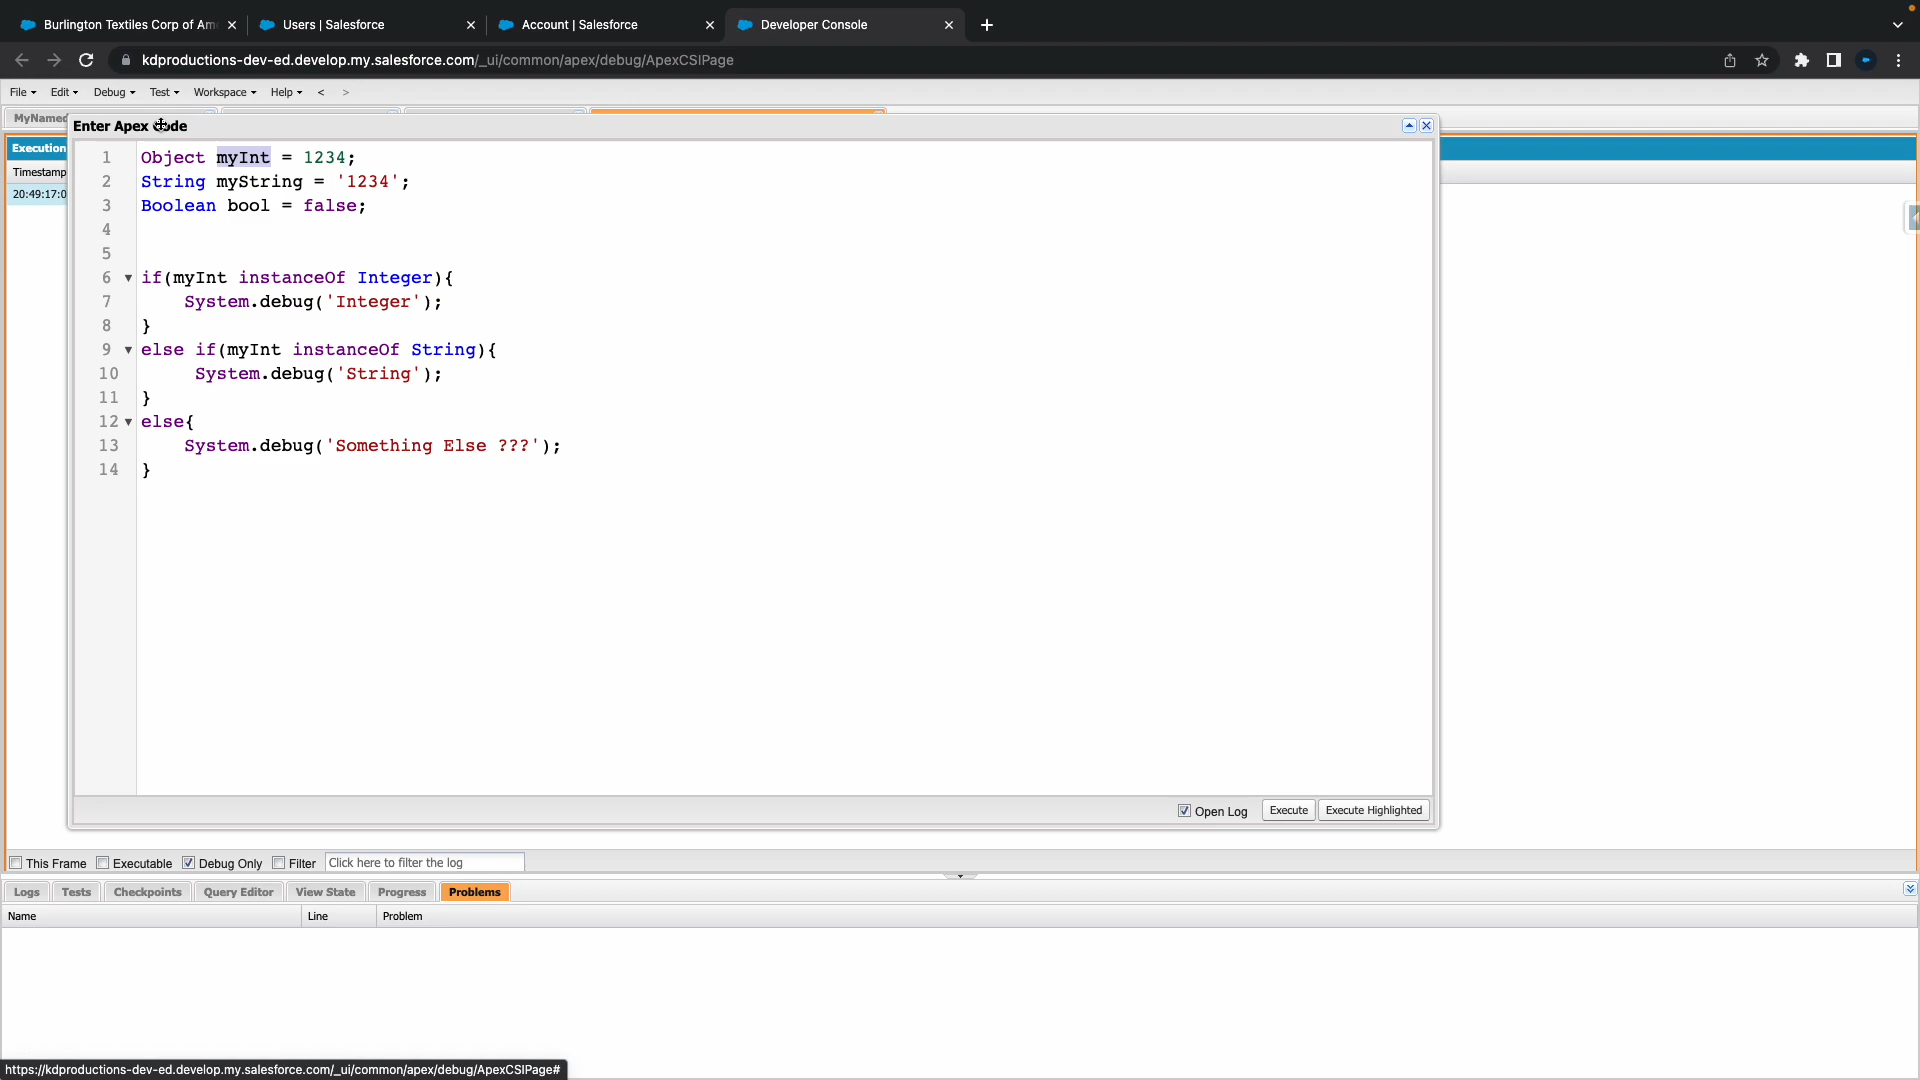 Burlington Textiles Corp of Am
Users | Salesforce
Account | Salesforce
Developer Console
kdproductions-dev-ed.develop.my.salesforce.com/_ui/common/apex/debug/ApexCSIPage
File Edit Debug Test Workspace Help < >
MyNamed
Enter Apex Code
Execution
Timestamp
20:49:17:0
1 Object myInt = 1234;
2 String myString = '1234';
3 Boolean bool = false;
4
5
6 if(myInt instanceOf Integer){
7 System.debug('Integer');
8 }
9 else if(myInt instanceOf String){
10 System.debug('String');
11 }
12 else{
13 System.debug('Something Else ???');
14 }
Open Log Execute Execute Highlighted
This Frame Executable Debug Only Filter Click here to filter the log
Logs Tests Checkpoints Query Editor View State Progress Problems
Name Line Problem
https://kdproductions-dev-ed.develop.my.salesforce.com/_ui/common/apex/debug/ApexCSIPage#